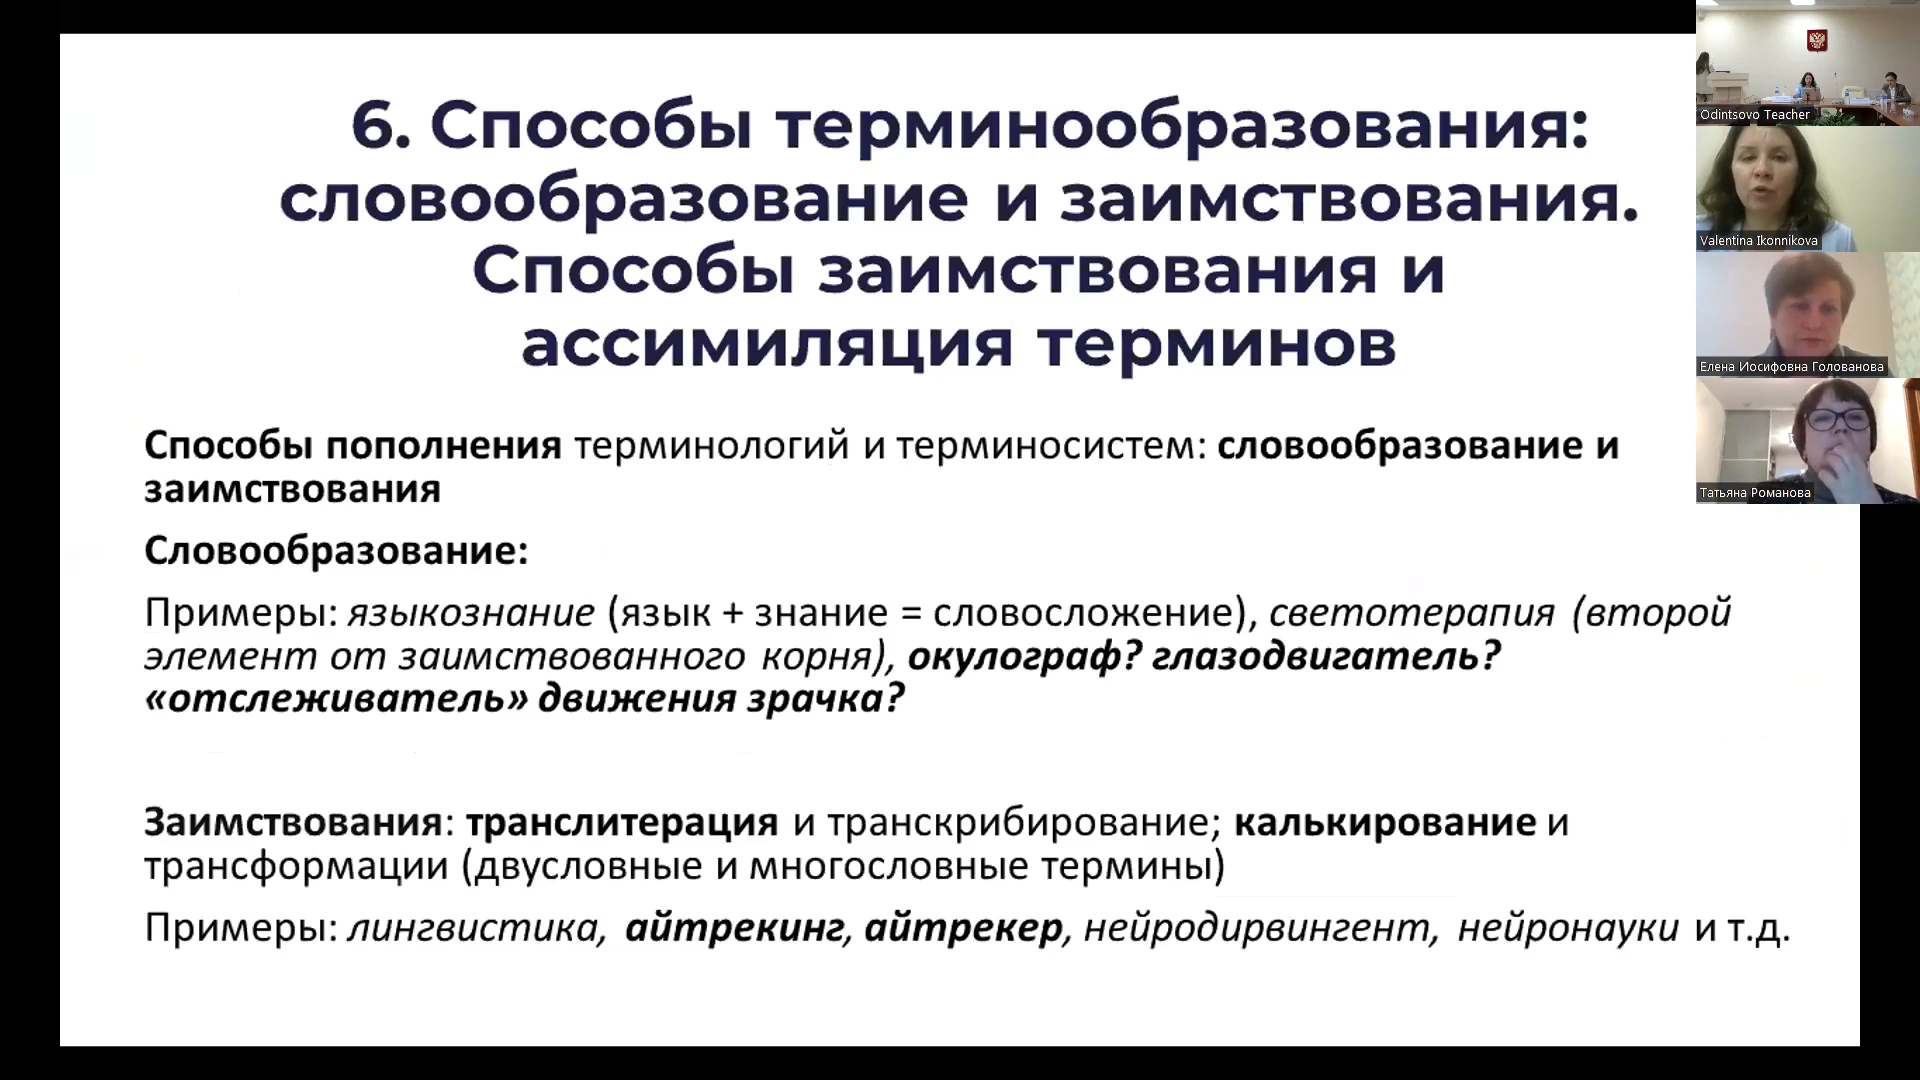 6. Способы терминообразования:
словообразование и заимствования.
Способы заимствования и
ассимиляция терминов
Способы пополнения терминологий и терминосистем: словообразование и
заимствования
Словообразование:
Примеры: языкознание (язык + знание = словосложение), светотерапия (второй
элемент от заимствованного корня), окулограф? глазодвигатель?
«отслеживатель» движения зрачка?
Заимствования: транслитерация и транскрибирование; калькирование и
трансформации (двусловные и многословные термины)
Примеры: лингвистика, айтрекинг, айтрекер, нейродирвингент, нейронауки и т.д.
Odintsovo Teacher
Valentina Ikonnikova
Елена Иосифовна Голованова
Татьяна Романова